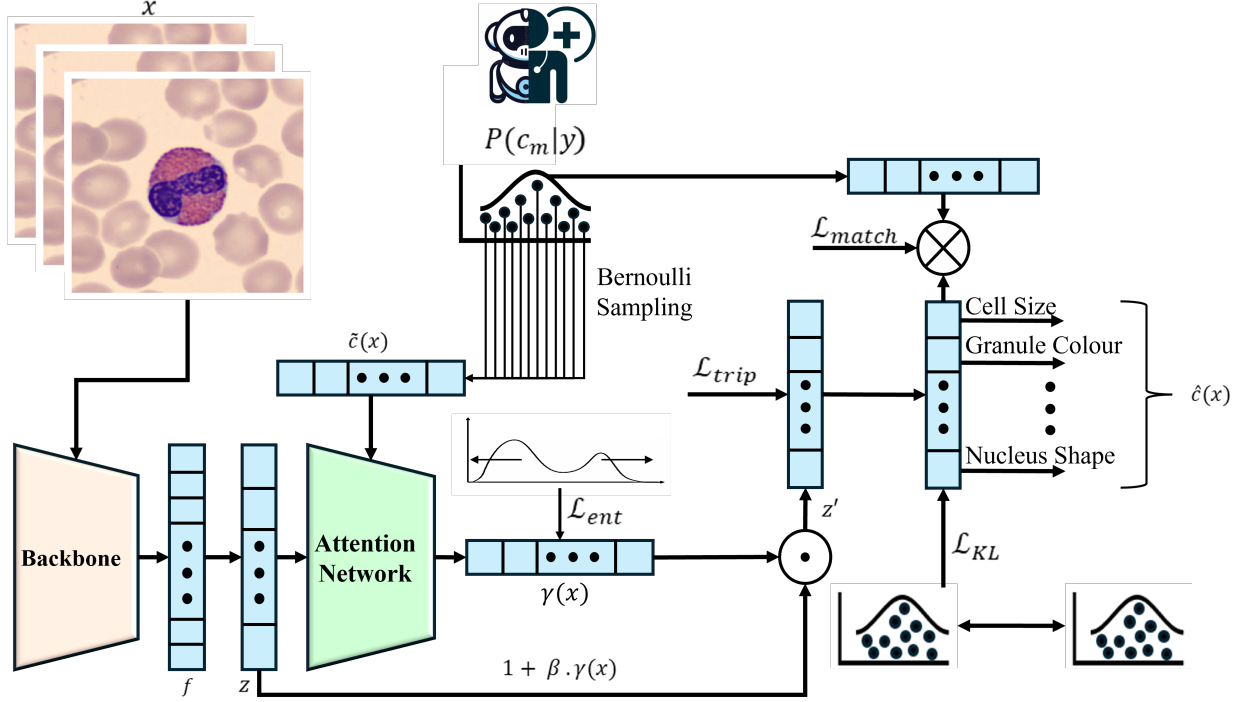 x
P(c_m|y)
Bernoulli
Sampling
ℒ_match
c̃(x)
ℒ_trip
Cell Size
Granule Colour
Nucleus Shape
ĉ(x)
Backbone
Attention
Network
ℒ_ent
γ(x)
z′
ℒ_KL
f
z
1 + β .γ(x)